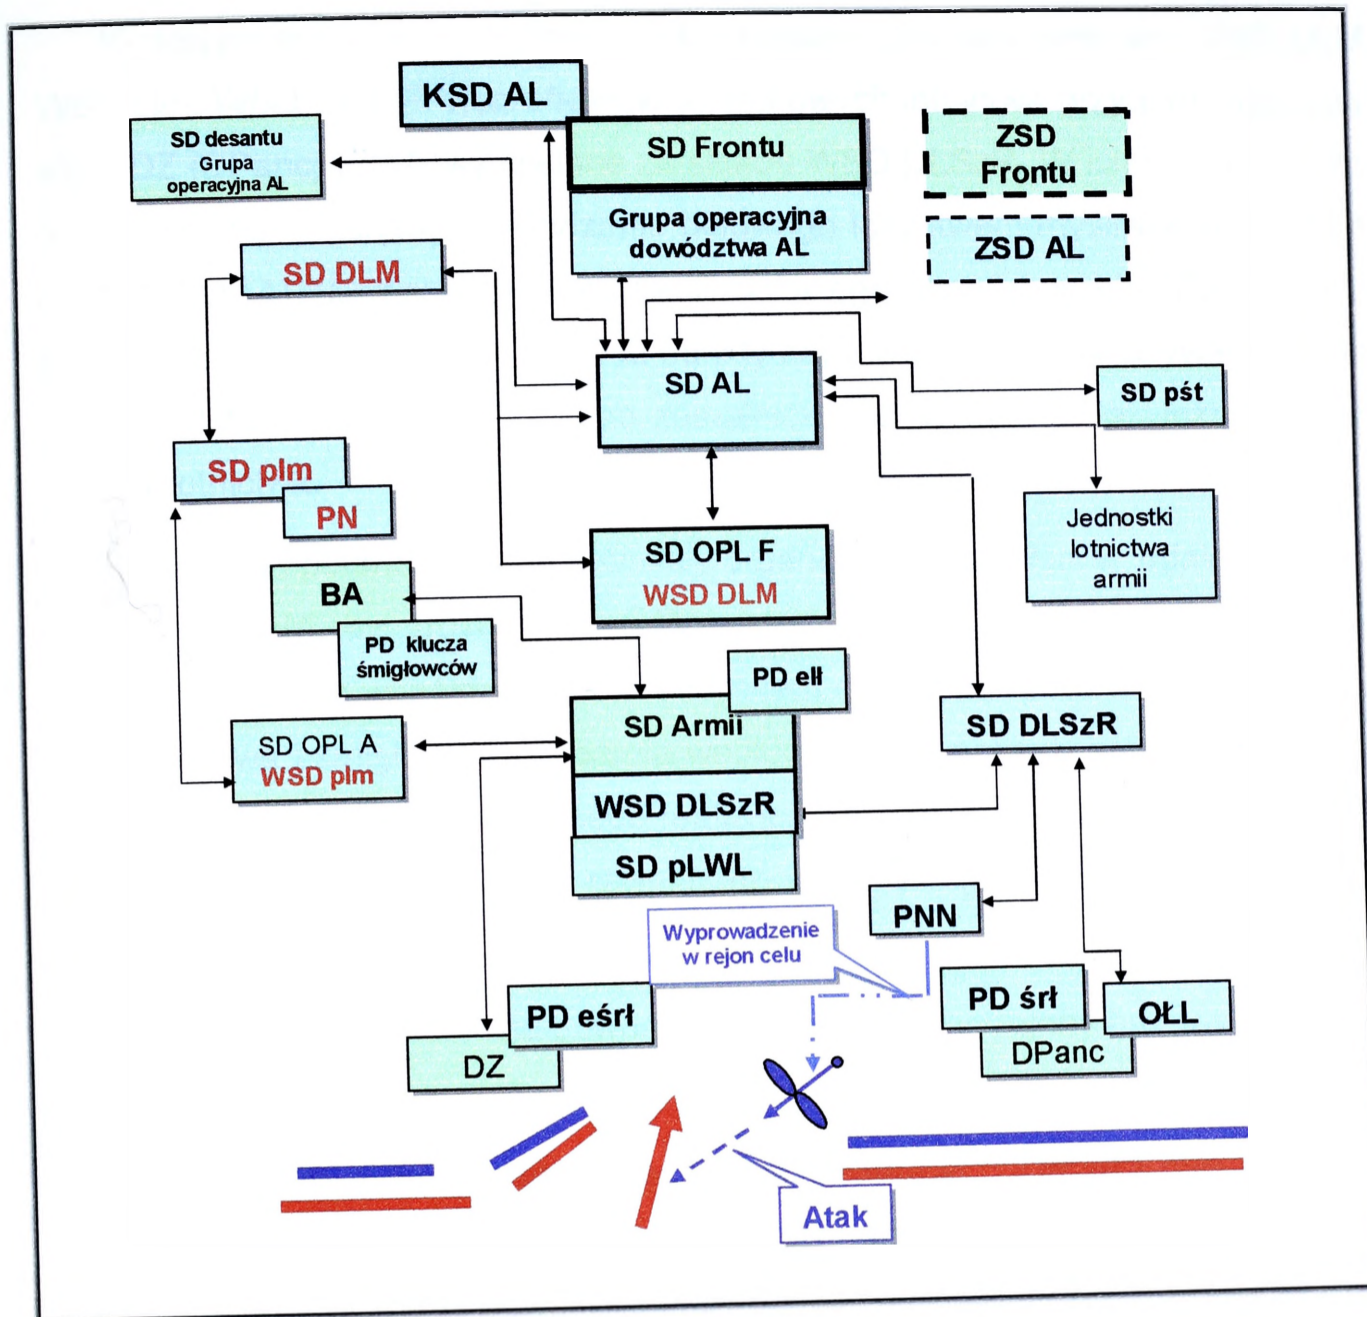 KSD AL
SD Frontu
Grupa operacyjna
dowództwa AL
ZSD
Frontu
ZSD AL
SD desantu
Grupa
operacyjna AL
SD DLM
SD AL
SD pśt
SD plm
PN
Jednostki
lotnictwa
armii
SD OPL F
WSD DLM
BA
PD klucza
śmigłowców
PD ełł
SD Armii
SD DLSzR
SD OPL A
WSD plm
WSD DLSzR
SD pLWL
PNN
Wyprowadzenie
w rejon celu
PD śrł
OŁL
DPanc
PD eśrł
DZ
Atak